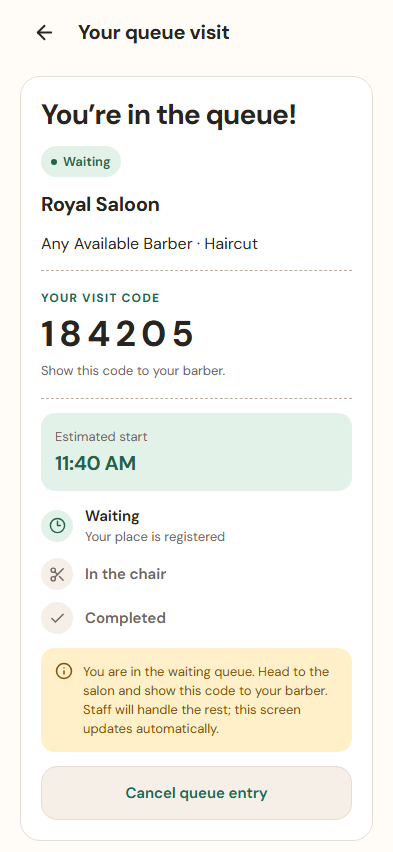 Your queue visit
You're in the queue!
Waiting
Royal Saloon
Any Available Barber · Haircut
YOUR VISIT CODE
184205
Show this code to your barber.
Estimated start
11:40 AM
Waiting
Your place is registered
In the chair
Completed
You are in the waiting queue. Head to the
salon and show this code to your barber.
Staff will handle the rest; this screen
updates automatically.
Cancel queue entry